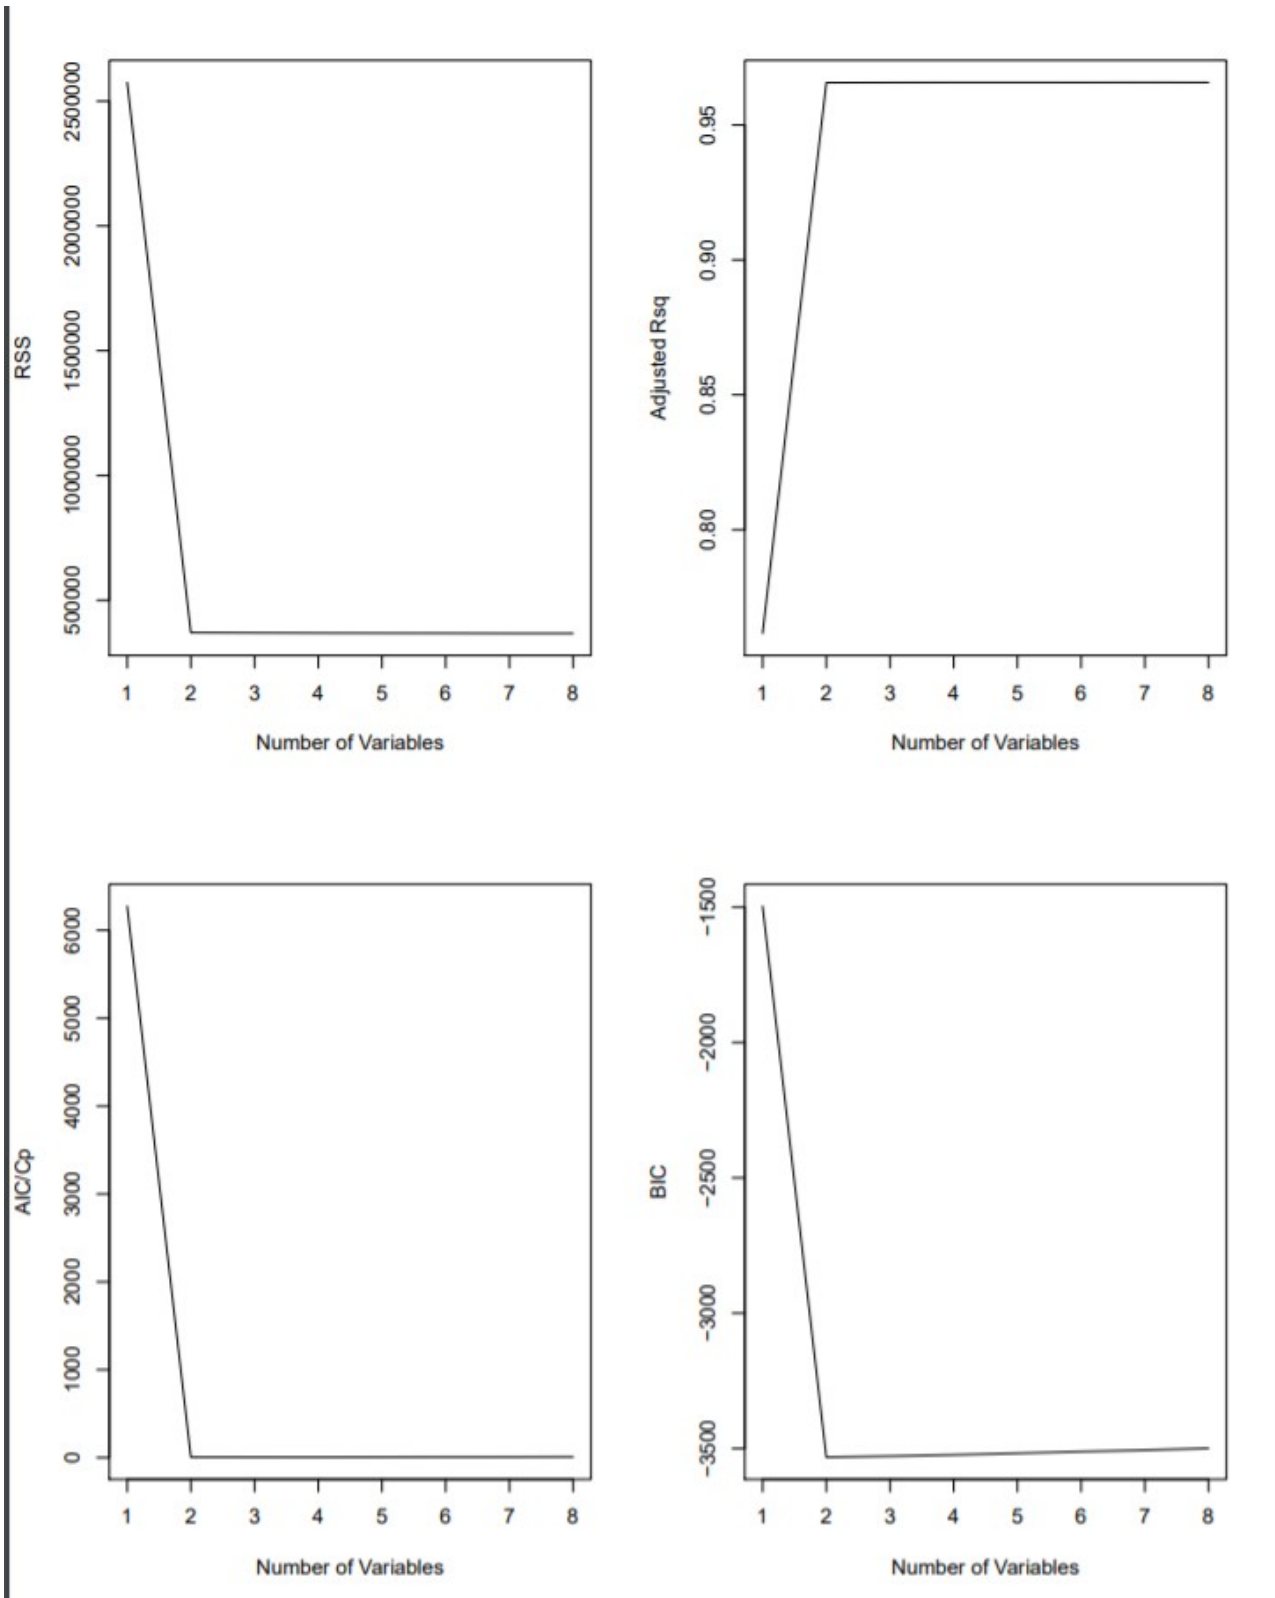 RSS
2500000
2000000
1500000
1000000
500000
1 2 3 4 5 6 7 8
Number of Variables
Adjusted Rsq
0.95
0.90
0.85
0.80
1 2 3 4 5 6 7 8
Number of Variables
AIC/Cp
6000
5000
4000
3000
2000
1000
0
1 2 3 4 5 6 7 8
Number of Variables
BIC
−1500
−2000
−2500
−3000
−3500
1 2 3 4 5 6 7 8
Number of Variables